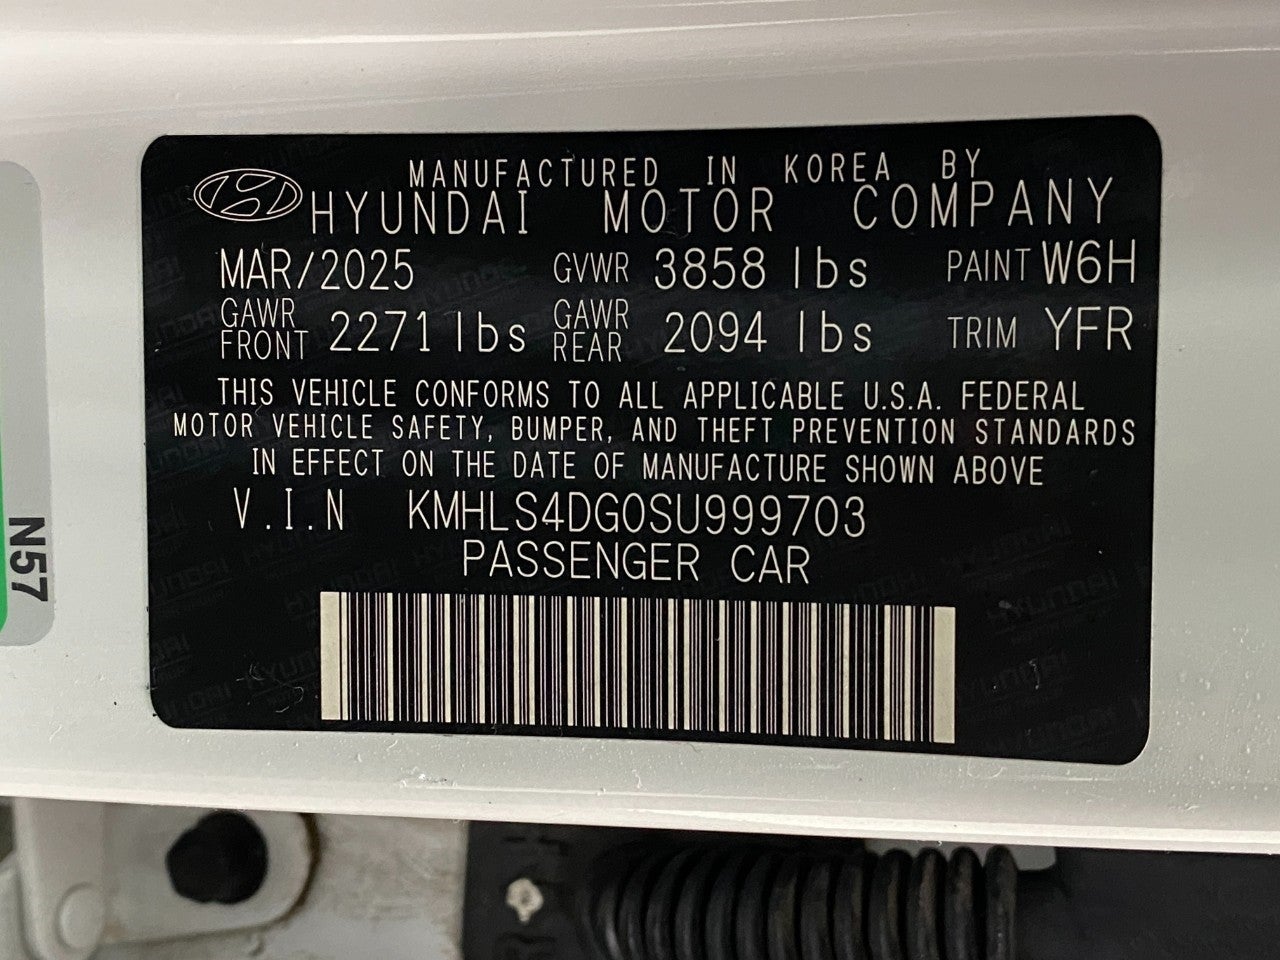 MANUFACTURED IN KOREA BY
HYUNDAI MOTOR COMPANY
MAR/2025 GVWR 3858 lbs PAINT W6H
GAWR FRONT 2271 lbs GAWR REAR 2094 lbs TRIM YFR
THIS VEHICLE CONFORMS TO ALL APPLICABLE U.S.A. FEDERAL
MOTOR VEHICLE SAFETY, BUMPER, AND THEFT PREVENTION STANDARDS
IN EFFECT ON THE DATE OF MANUFACTURE SHOWN ABOVE
V.I.N KMHLS4DG0SU999703
PASSENGER CAR
N57